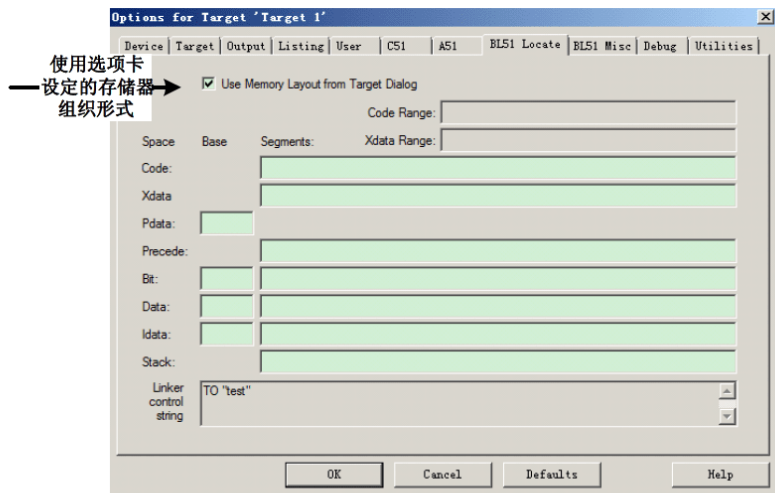 Options for Target 'Target 1'
Device Target Output Listing User C51 A51 BL51 Locate BL51 Misc Debug Utilities
使用选项卡
设定的存储器
组织形式
Use Memory Layout from Target Dialog
Code Range:
Space Base Segments: Xdata Range:
Code:
Xdata
Pdata:
Precede:
Bit:
Data:
Idata:
Stack:
Linker
control
string
TO "test"
OK Cancel Defaults Help